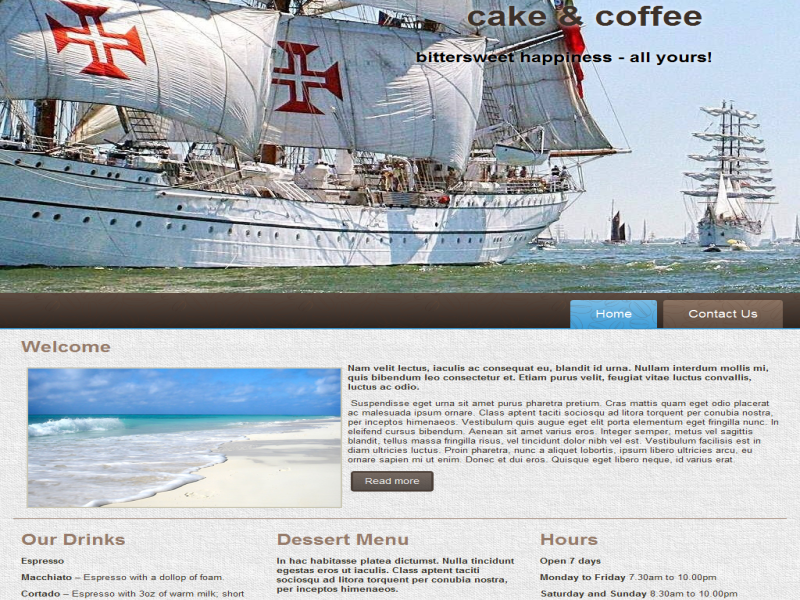 cake & coffee
bittersweet happiness - all yours!
Home
Contact Us
Welcome
Nam velit lectus, iaculis ac consequat eu, blandit id urna. Nullam interdum mollis mi,
quis bibendum leo consectetur et. Etiam purus velit, feugiat vitae luctus convallis,
luctus ac odio.
Suspendisse eget urna sit amet purus pharetra pretium. Cras mattis quam eget odio placerat
ac malesuada ipsum ornare. Class aptent taciti sociosqu ad litora torquent per conubia nostra,
per inceptos himenaeos. Vestibulum quis augue eget elit porta elementum eget fringilla nunc. In
eleifend cursus bibendum. Aenean sit amet varius eros. Integer semper, metus vel sagittis
blandit, tellus massa fringilla risus, vel tincidunt dolor nibh vel est. Vestibulum facilisis est in
diam ultricies luctus. Proin pharetra, nunc a aliquet lobortis, ipsum libero ultricies arcu, eu
ornare sapien mi ut enim. Donec et dui eros. Quisque eget libero neque, id varius erat.
Read more
Our Drinks
Espresso
Macchiato – Espresso with a dollop of foam.
Cortado – Espresso with 3oz of warm milk; short
Dessert Menu
In hac habitasse platea dictumst. Nulla tincidunt
egestas eros ut iaculis. Class aptent taciti
sociosqu ad litora torquent per conubia nostra,
per inceptos himenaeos.
Hours
Open 7 days
Monday to Friday 7.30am to 10.00pm
Saturday and Sunday 8.30am to 10.00pm